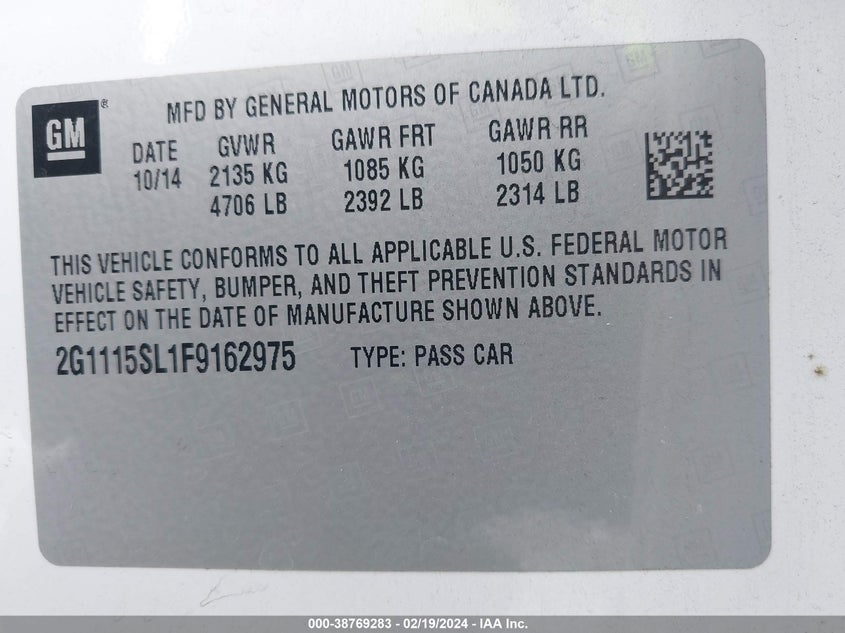 GM ®
MFD BY GENERAL MOTORS OF CANADA LTD.
DATE GVWR GAWR FRT GAWR RR
10/14 2135 KG 1085 KG 1050 KG
4706 LB 2392 LB 2314 LB
THIS VEHICLE CONFORMS TO ALL APPLICABLE U.S. FEDERAL MOTOR
VEHICLE SAFETY, BUMPER, AND THEFT PREVENTION STANDARDS IN
EFFECT ON THE DATE OF MANUFACTURE SHOWN ABOVE.
2G1115SL1F9162975 TYPE: PASS CAR
000-38769283 - 02/19/2024 - IAA Inc.